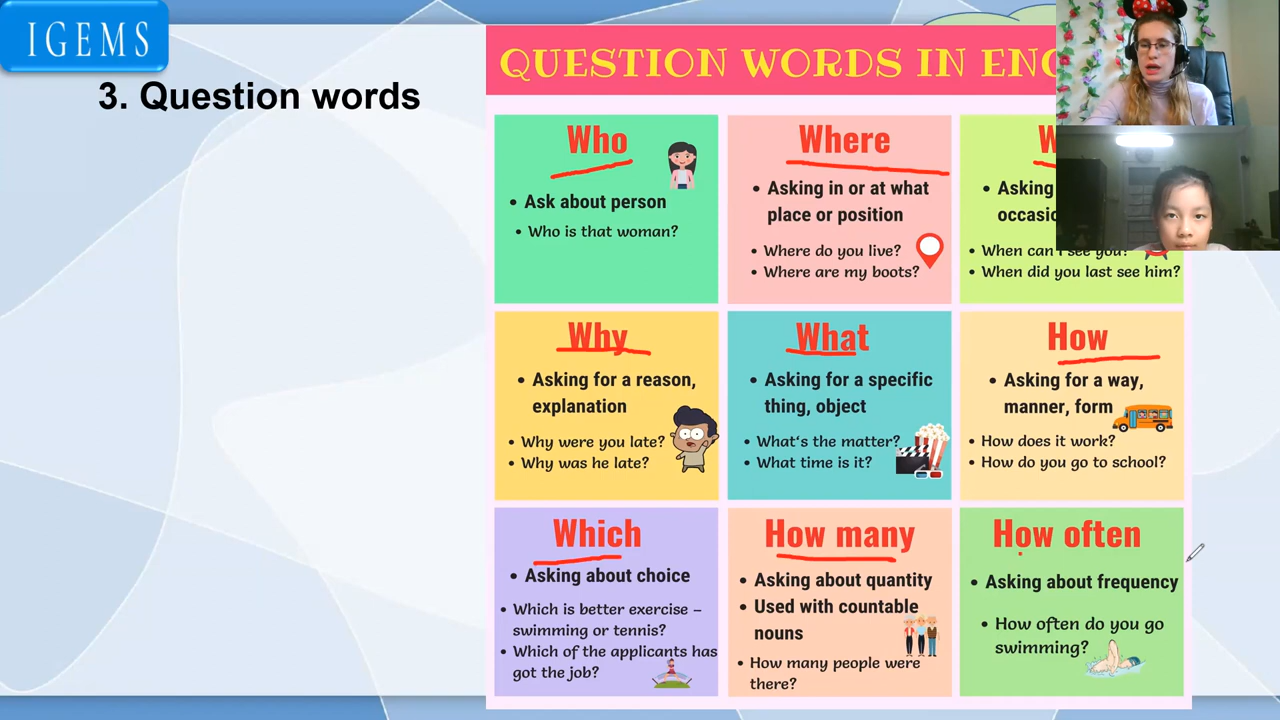 IGEMS
3. Question words
QUESTION WORDS IN
Who
• Ask about person
• Who is that woman?
Where
• Asking in or at what
place or position
• Where do you live?
• Where are my boots?
• Asking
• When can I see you?
• When did you last see him?
Why
• Asking for a reason,
explanation
• Why were you late?
• Why was he late?
What
• Asking for a specific
thing, object
• What's the matter?
• What time is it?
How
• Asking for a way,
manner, form
• How does it work?
• How do you go to school?
Which
• Asking about choice
• Which is better exercise –
swimming or tennis?
• Which of the applicants has
got the job?
How many
• Asking about quantity
• Used with countable
nouns
• How many people were
there?
How often
• Asking about frequency
• How often do you go
swimming?